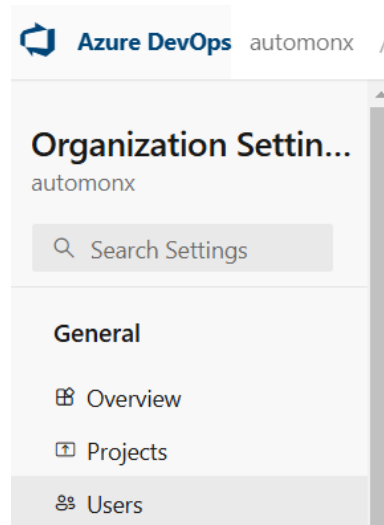 Azure DevOps automonx /
Organization Settin...
automonx
Search Settings
General
Overview
Projects
Users